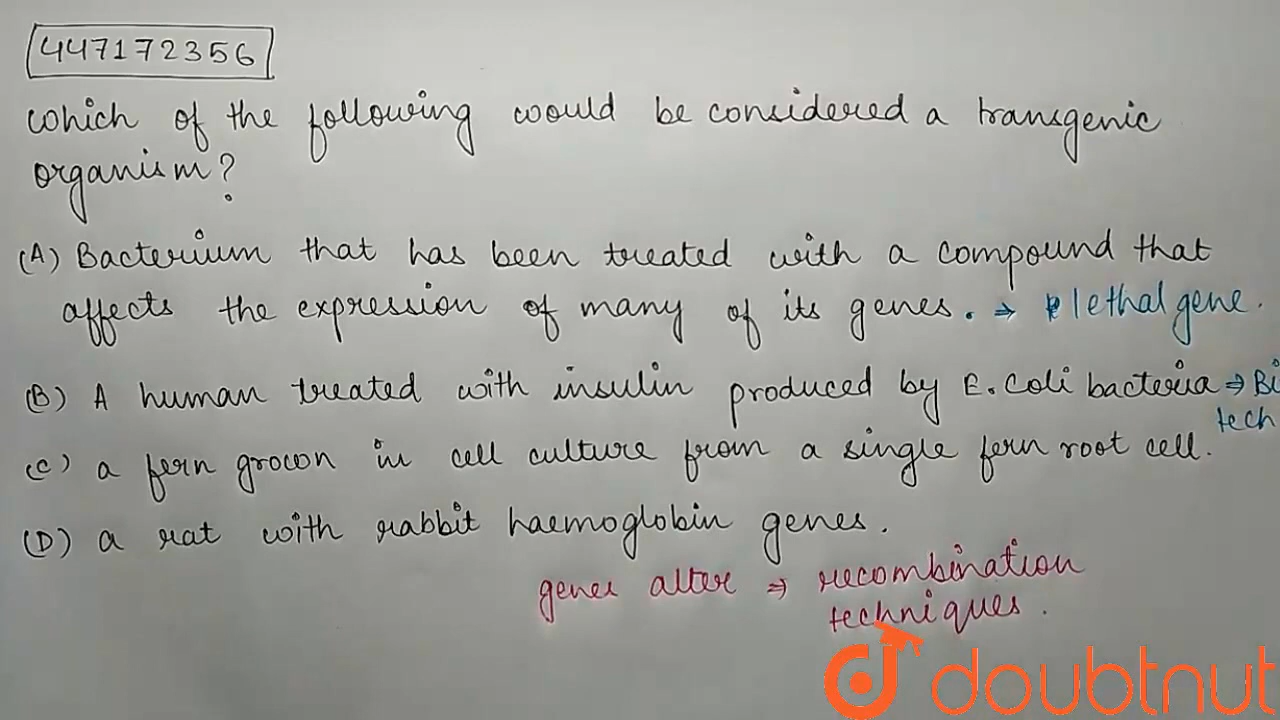 447172356
Which of the following would be considered a transgenic
organism?
(A) Bacterium that has been treated with a compound that
affects the expression of many of its genes. ⇒ lethal gene.
(B) A human treated with insulin produced by E. Coli bacteria ⇒ Bi
tech
(C) a fern grown in cell culture from a single fern root cell.
(D) a rat with rabbit haemoglobin genes.
genes alter ⇒ recombination
techniques.
doubtnut